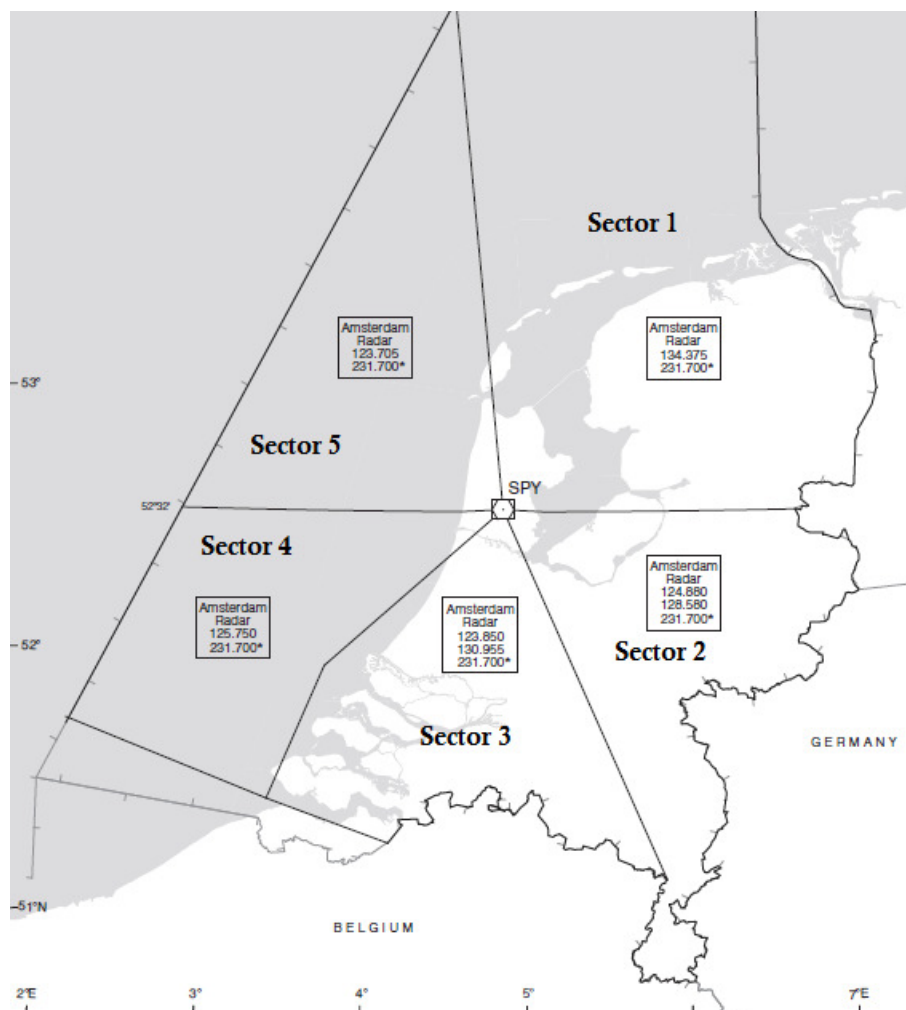 Sector 1
Amsterdam
Radar
123.705
231.700*
Amsterdam
Radar
134.375
231.700*
53°
Sector 5
SPY
52°32'
Sector 4
Amsterdam
Radar
124.880
128.580
231.700*
Amsterdam
Radar
125.750
231.700*
Amsterdam
Radar
123.850
130.955
231.700*
52°
Sector 2
Sector 3
GERMANY
51°N
BELGIUM
2°E
3°
4°
5°
6°
7°